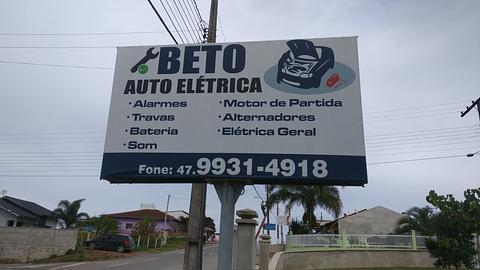 BETO
AUTO ELÉTRICA
· Alarmes
· Travas
· Bateria
· Som
· Motor de Partida
· Alternadores
· Elétrica Geral
Fone: 47.9931-4918